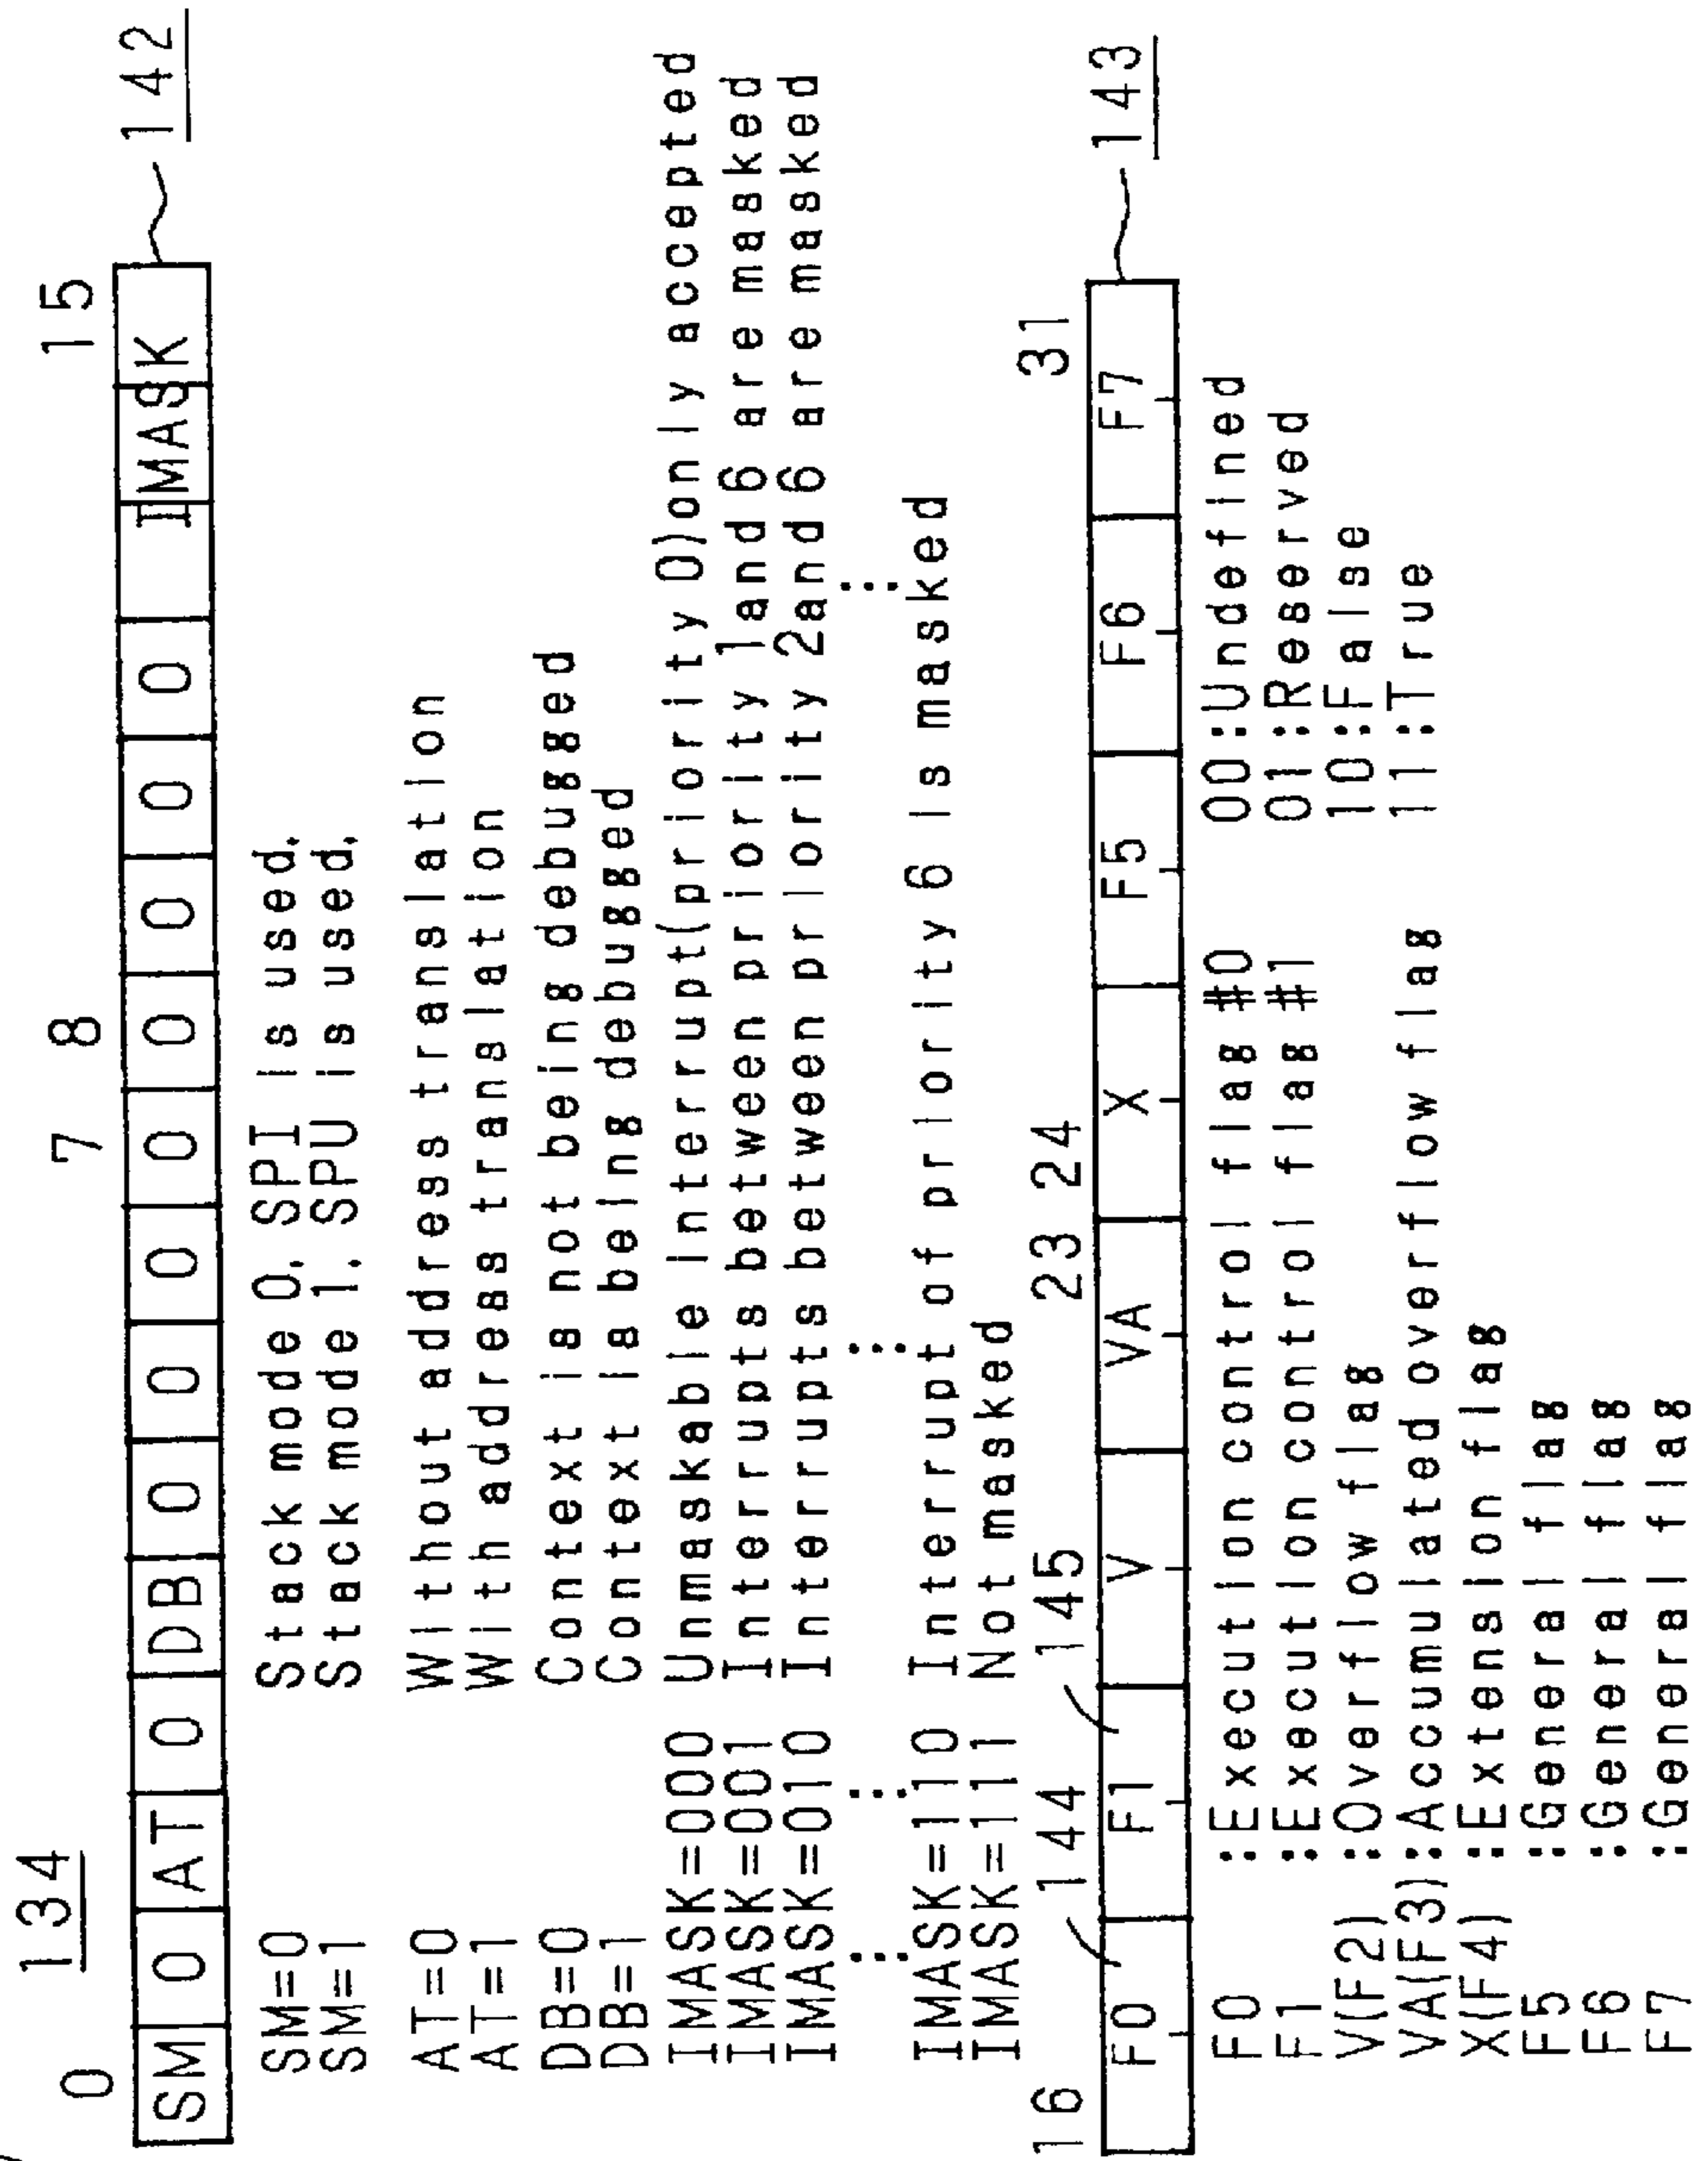 134
0 7 8 15
SM 0 AT 0 DB 0 0 0 0 0 0 0 0 IMASK 142
SM=0 Stack mode 0, SPI is used.
SM=1 Stack mode 1, SPU is used.
AT=0 Without address translation
AT=1 With address translation
DB=0 Context is not being debugged
DB=1 Context is being debugged
IMASK=000 Unmaskable interrupt(priority 0)only accepted
IMASK=001 Interrupts between priority 1and 6 are masked
IMASK=010 Interrupts between priority 2and 6 are masked
⋮ ⋮ ⋮ ⋮
IMASK=110 Interrupt of priority 6 is masked
IMASK=111 Not masked
16 144 145 23 24 31
F0 F1 V VA X F5 F6 F7 143
F0 :Execution control flag #0 00:Undefined
F1 :Execution control flag #1 01:Reserved
V(F2) :Overflow flag 10:False
VA(F3):Accumulated overflow flag 11:True
X(F4) :Extension flag
F5 :General flag
F6 :General flag
F7 :General flag